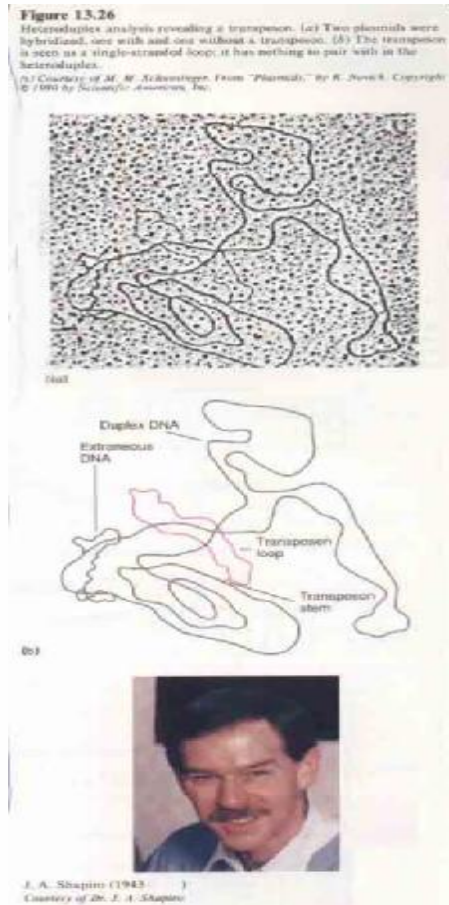 Figure 13.26
Heteroduplex analysis revealing a transposon. (a) Two plasmids were
hybridized, one with and one without a transposon. (b) The transposon
is seen as a single-stranded loop; it has nothing to pair with in the
heteroduplex.
Courtesy of M. From "Plasmids," by R. Novick. Copyright
© 1980 by Scientific American, Inc.
(a)
Duplex DNA
Extraneous
DNA
Transposon
loop
Transposon
stem
(b)
J. A. Shapiro (1943– )
Courtesy of Dr. J. A. Shapiro